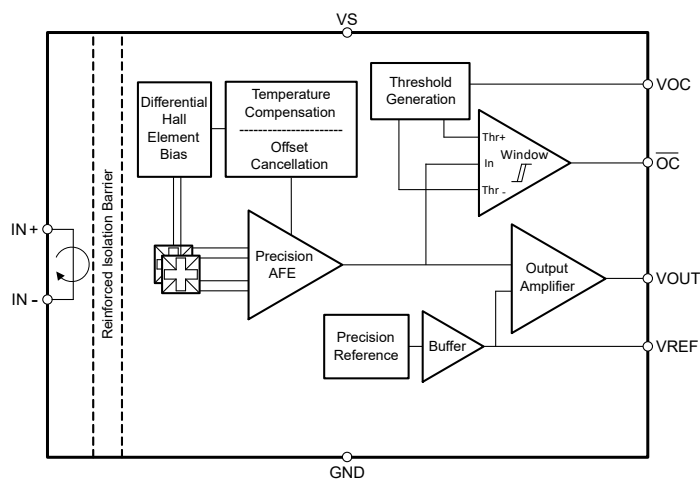 VS
Differential
Hall
Element
Bias
Temperature
Compensation
Offset
Cancellation
Threshold
Generation
VOC
Thr+
In
Window
Thr -
OC
IN +
IN -
Reinforced Isolation Barrier
Precision
AFE
Output
Amplifier
VOUT
Precision
Reference
Buffer
VREF
GND